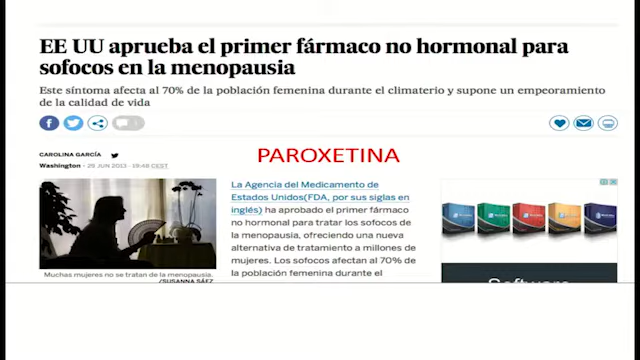 EE UU aprueba el primer fármaco no hormonal para
sofocos en la menopausia
Este síntoma afecta al 70% de la población femenina durante el climaterio y supone un empeoramiento
de la calidad de vida
CAROLINA GARCÍA
Washington - 29 JUN 2013 - 19:48 CEST
PAROXETINA
La Agencia del Medicamento de
Estados Unidos(FDA, por sus siglas en
inglés) ha aprobado el primer fármaco
no hormonal para tratar los sofocos de
la menopausia, ofreciendo una nueva
alternativa de tratamiento a millones de
mujeres. Los sofocos afectan al 70% de
la población femenina durante el
Muchas mujeres no se tratan de la menopausia.
/SUSANNA SÁEZ
Software